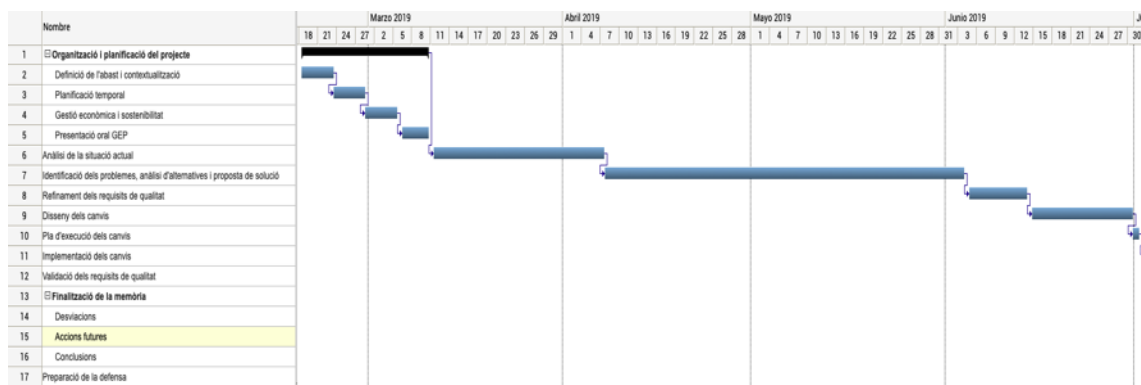 Nombre
Marzo 2019 Abril 2019 Mayo 2019 Junio 2019 J
18 21 24 27 2 5 8 11 14 17 20 23 26 29 1 4 7 10 13 16 19 22 25 28 1 4 7 10 13 16 19 22 25 28 31 3 6 9 12 15 18 21 24 27 30
1 Organització i planificació del projecte
2 Definició de l'abast i contextualització
3 Planificació temporal
4 Gestió econòmica i sostenibilitat
5 Presentació oral GEP
6 Anàlisi de la situació actual
7 Identificació dels problemes, anàlisi d'alternatives i proposta de solució
8 Refinament dels requisits de qualitat
9 Disseny dels canvis
10 Pla d'execució dels canvis
11 Implementació dels canvis
12 Validació dels requisits de qualitat
13 Finalització de la memòria
14 Desviacions
15 Accions futures
16 Conclusions
17 Preparació de la defensa